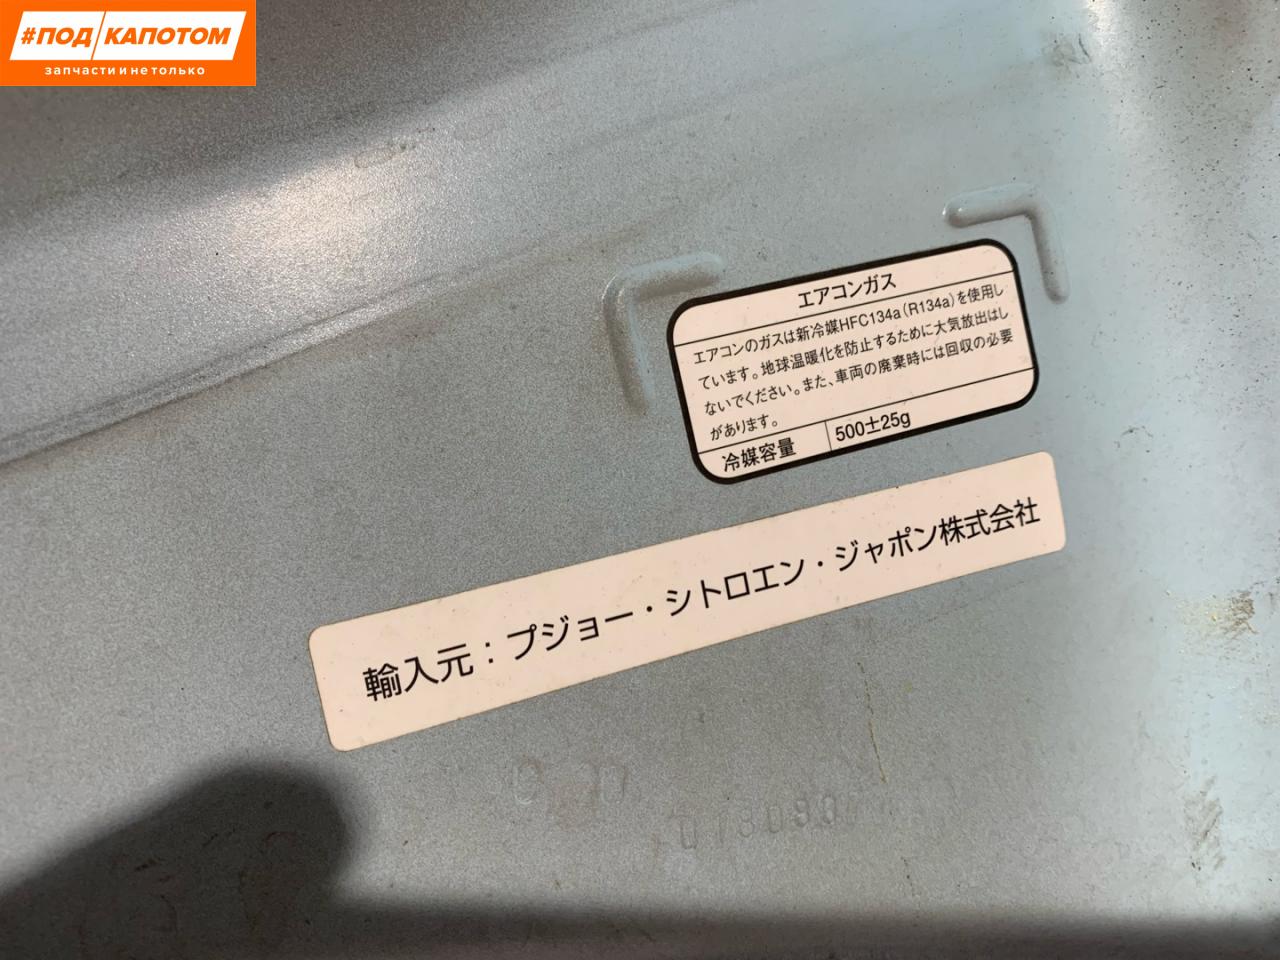 #ПОД КАПОТОМ
запчасти и не только
エアコンガス
エアコンのガスは新冷媒HFC134a(R134a)を使用し
ています。地球温暖化を防止するために大気放出はし
ないでください。また、車両の廃棄時には回収の必要
があります。
冷媒容量 500±25g
輸入元：プジョー・シトロエン・ジャポン株式会社